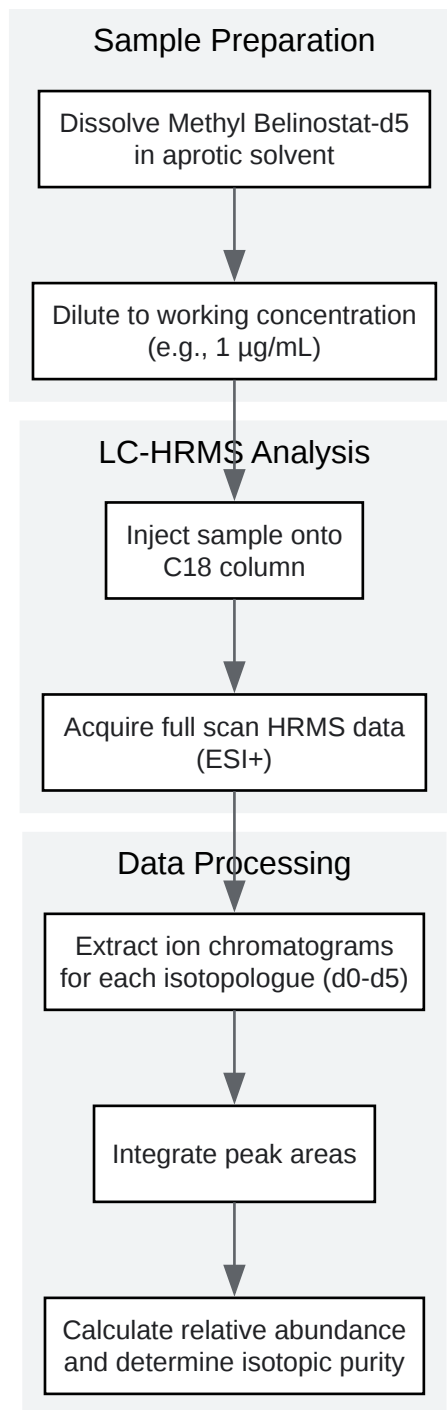 Sample Preparation
Dissolve Methyl Belinostat-d5
in aprotic solvent
Dilute to working concentration
(e.g., 1 µg/mL)
LC-HRMS Analysis
Inject sample onto
C18 column
Acquire full scan HRMS data
(ESI+)
Data Processing
Extract ion chromatograms
for each isotopologue (d0-d5)
Integrate peak areas
Calculate relative abundance
and determine isotopic purity